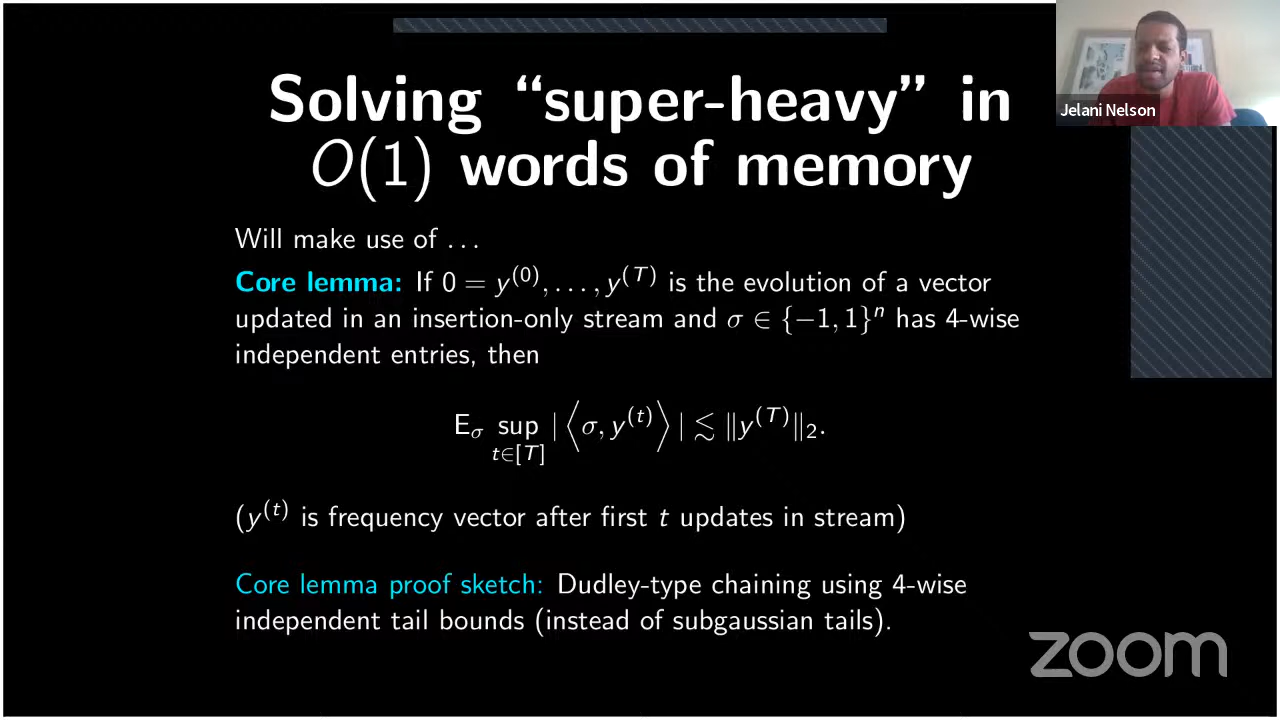 Solving “super-heavy” in
O(1) words of memory
Jelani Nelson
Will make use of . . .
Core lemma: If 0 = y^(0), . . . , y^(T) is the evolution of a vector
updated in an insertion-only stream and σ ∈ {−1, 1}^n has 4-wise
independent entries, then
E_σ sup_{t∈[T]} | ⟨σ, y^(t)⟩ | ≲ ‖y^(T)‖_2.
(y^(t) is frequency vector after first t updates in stream)
Core lemma proof sketch: Dudley-type chaining using 4-wise
independent tail bounds (instead of subgaussian tails).
zoom